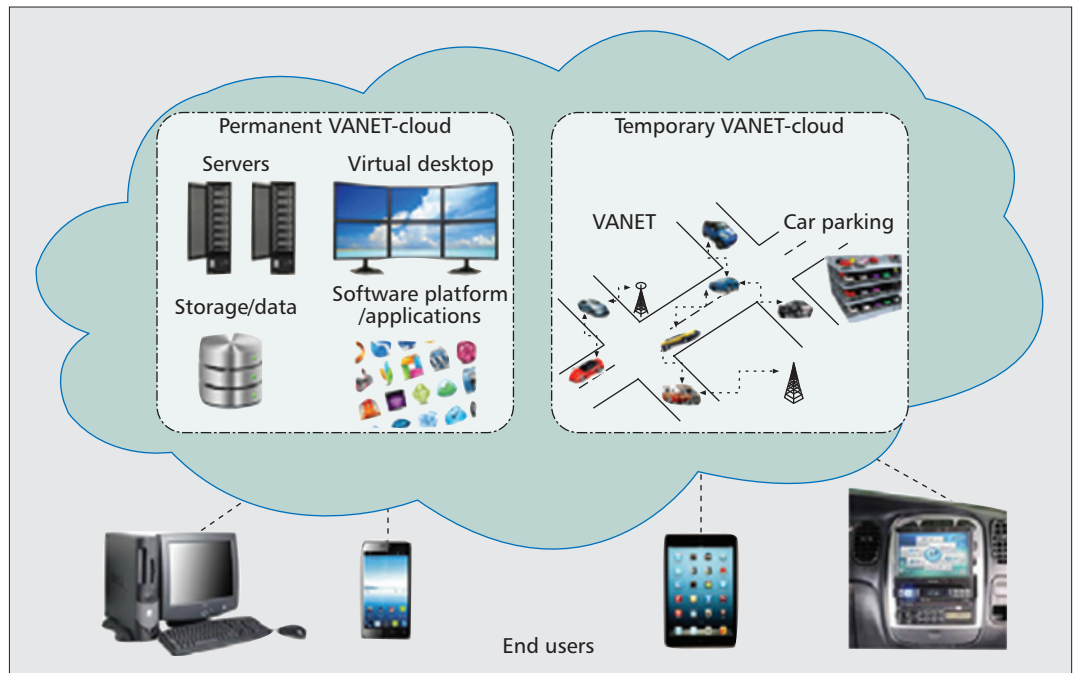 Permanent VANET-cloud
Servers
Virtual desktop
Storage/data
Software platform
/applications
Temporary VANET-cloud
VANET
Car parking
End users